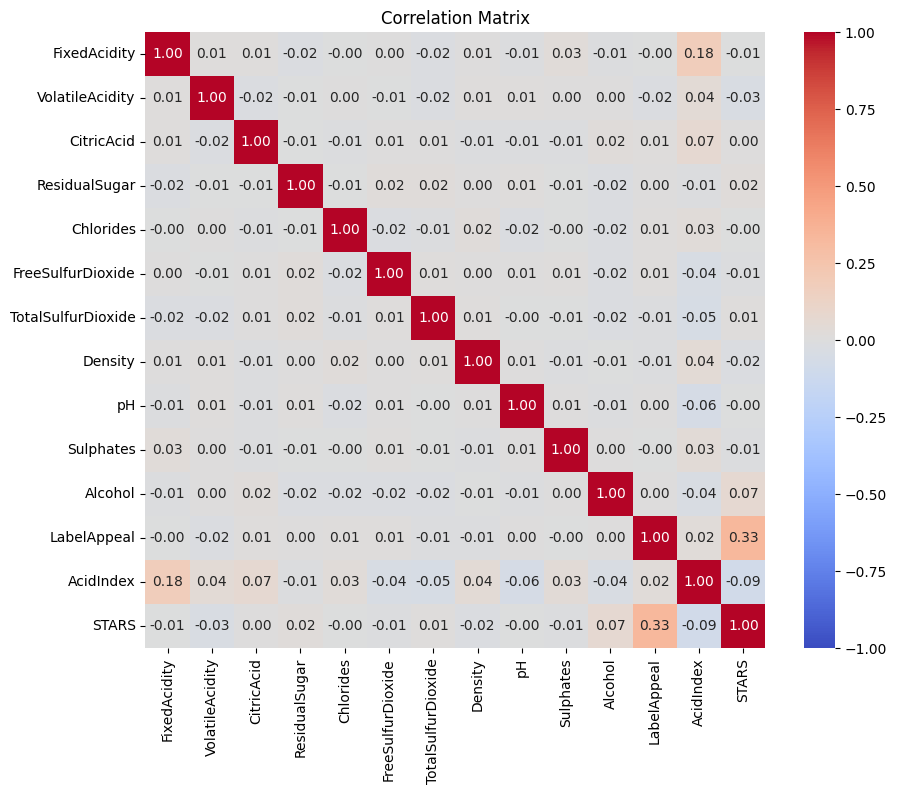 Correlation Matrix
FixedAcidity 1.00 0.01 0.01 -0.02 -0.00 0.00 -0.02 0.01 -0.01 0.03 -0.01 -0.00 0.18 -0.01
VolatileAcidity 0.01 1.00 -0.02 -0.01 0.00 -0.01 -0.02 0.01 0.01 0.00 0.00 -0.02 0.04 -0.03
CitricAcid 0.01 -0.02 1.00 -0.01 -0.01 0.01 0.01 -0.01 -0.01 -0.01 0.02 0.01 0.07 0.00
ResidualSugar -0.02 -0.01 -0.01 1.00 -0.01 0.02 0.02 0.00 0.01 -0.01 -0.02 0.00 -0.01 0.02
Chlorides -0.00 0.00 -0.01 -0.01 1.00 -0.02 -0.01 0.02 -0.02 -0.00 -0.02 0.01 0.03 -0.00
FreeSulfurDioxide 0.00 -0.01 0.01 0.02 -0.02 1.00 0.01 0.00 0.01 0.01 -0.02 0.01 -0.04 -0.01
TotalSulfurDioxide -0.02 -0.02 0.01 0.02 -0.01 0.01 1.00 0.01 -0.00 -0.01 -0.02 -0.01 -0.05 0.01
Density 0.01 0.01 -0.01 0.00 0.02 0.00 0.01 1.00 0.01 -0.01 -0.01 -0.01 0.04 -0.02
pH -0.01 0.01 -0.01 0.01 -0.02 0.01 -0.00 0.01 1.00 0.01 -0.01 0.00 -0.06 -0.00
Sulphates 0.03 0.00 -0.01 -0.01 -0.00 0.01 -0.01 -0.01 0.01 1.00 0.00 -0.00 0.03 -0.01
Alcohol -0.01 0.00 0.02 -0.02 -0.02 -0.02 -0.02 -0.01 -0.01 0.00 1.00 0.00 -0.04 0.07
LabelAppeal -0.00 -0.02 0.01 0.00 0.01 0.01 -0.01 -0.01 0.00 -0.00 0.00 1.00 0.02 0.33
AcidIndex 0.18 0.04 0.07 -0.01 0.03 -0.04 -0.05 0.04 -0.06 0.03 -0.04 0.02 1.00 -0.09
STARS -0.01 -0.03 0.00 0.02 -0.00 -0.01 0.01 -0.02 -0.00 -0.01 0.07 0.33 -0.09 1.00
FixedAcidity
VolatileAcidity
CitricAcid
ResidualSugar
Chlorides
FreeSulfurDioxide
TotalSulfurDioxide
Density
pH
Sulphates
Alcohol
LabelAppeal
AcidIndex
STARS
1.00
0.75
0.50
0.25
0.00
−0.25
−0.50
−0.75
−1.00